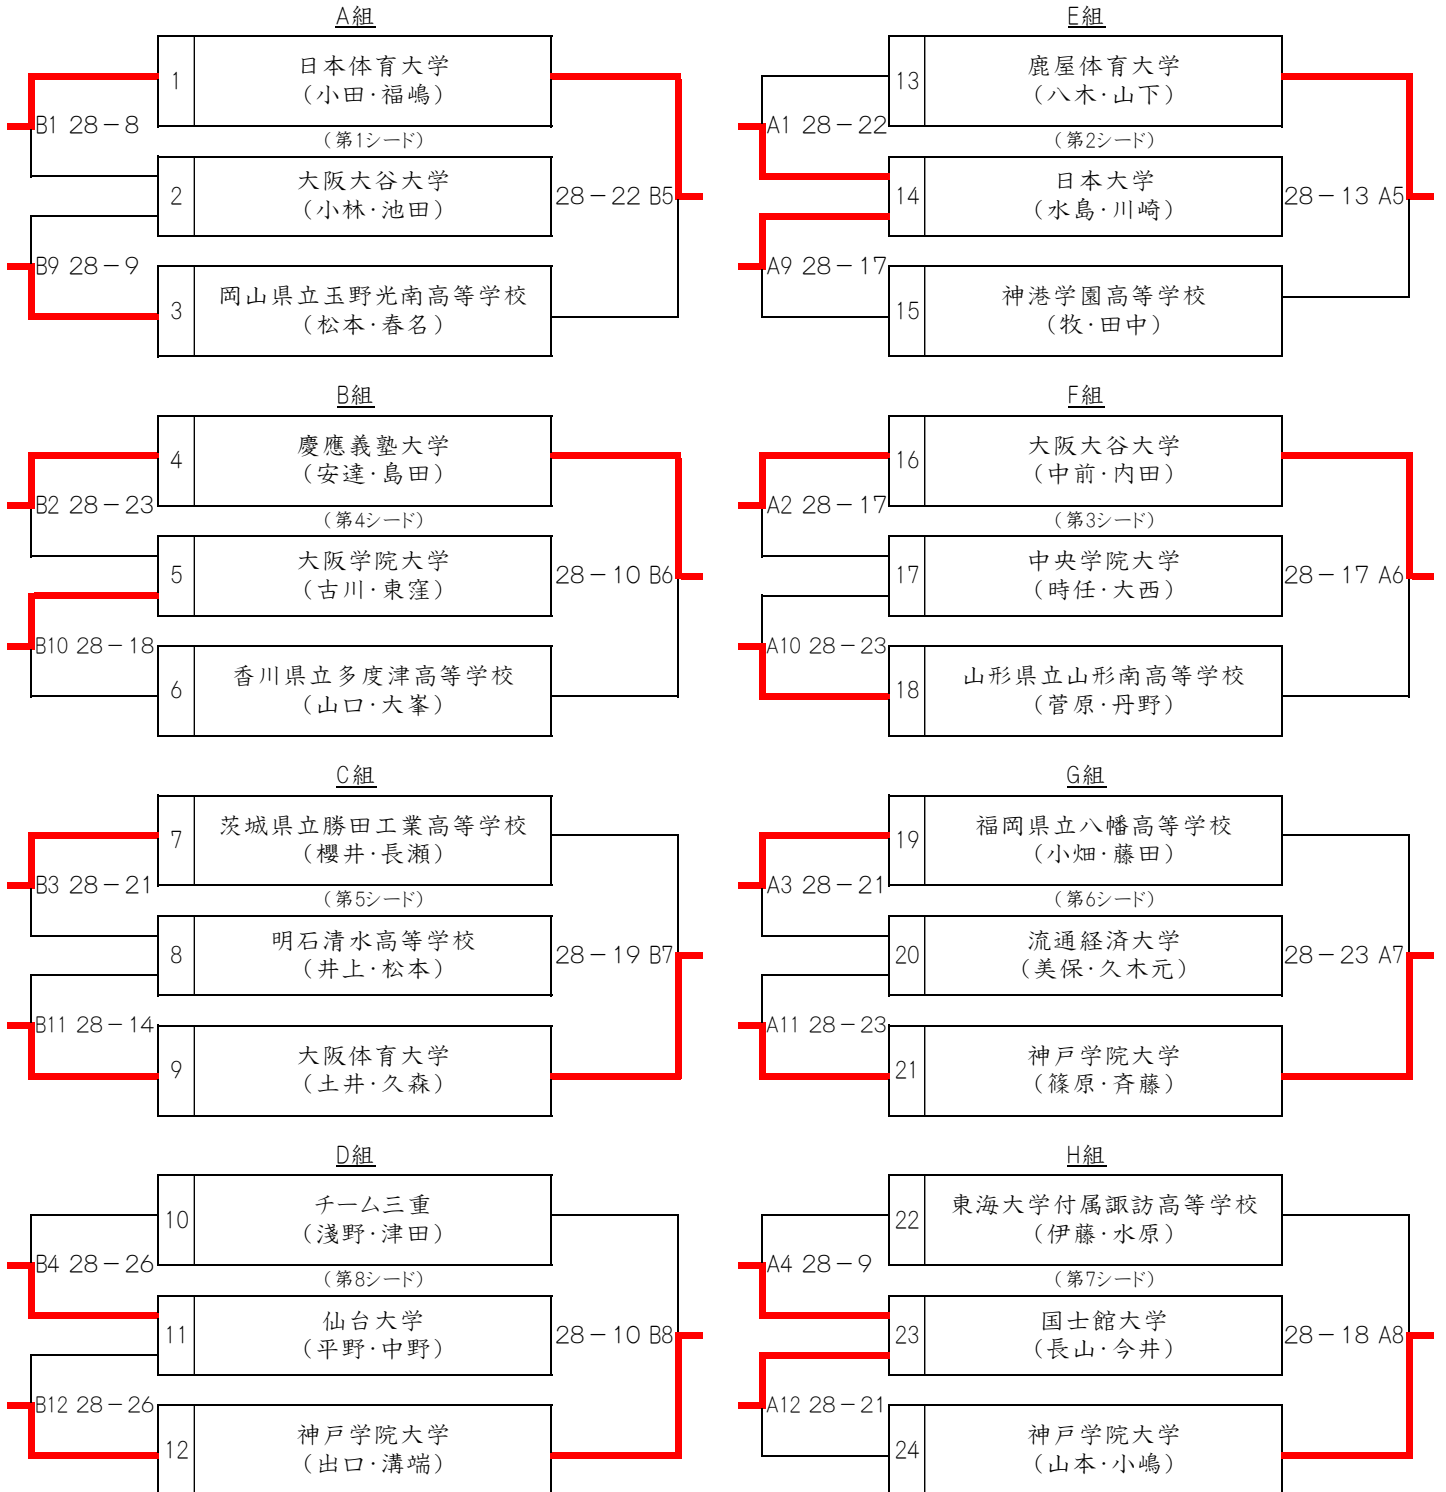 A組
1
日本体育大学
(小田・福嶋)
B1 28－8
(第1シード)
2
大阪大谷大学
(小林・池田)
28－22 B5
B9 28－9
3
岡山県立玉野光南高等学校
(松本・春名)
B組
4
慶應義塾大学
(安達・島田)
B2 28－23
(第4シード)
5
大阪学院大学
(古川・東窪)
28－10 B6
B10 28－18
6
香川県立多度津高等学校
(山口・大峯)
C組
7
茨城県立勝田工業高等学校
(櫻井・長瀬)
B3 28－21
(第5シード)
8
明石清水高等学校
(井上・松本)
28－19 B7
B11 28－14
9
大阪体育大学
(土井・久森)
D組
10
チーム三重
(淺野・津田)
B4 28－26
(第8シード)
11
仙台大学
(平野・中野)
28－10 B8
B12 28－26
12
神戸学院大学
(出口・溝端)
E組
13
鹿屋体育大学
(八木・山下)
A1 28－22
(第2シード)
14
日本大学
(水島・川崎)
28－13 A5
A9 28－17
15
神港学園高等学校
(牧・田中)
F組
16
大阪大谷大学
(中前・内田)
A2 28－17
(第3シード)
17
中央学院大学
(時任・大西)
28－17 A6
A10 28－23
18
山形県立山形南高等学校
(菅原・丹野)
G組
19
福岡県立八幡高等学校
(小畑・藤田)
A3 28－21
(第6シード)
20
流通経済大学
(美保・久木元)
28－23 A7
A11 28－23
21
神戸学院大学
(篠原・斉藤)
H組
22
東海大学付属諏訪高等学校
(伊藤・水原)
A4 28－9
(第7シード)
23
国士館大学
(長山・今井)
28－18 A8
A12 28－21
24
神戸学院大学
(山本・小嶋)